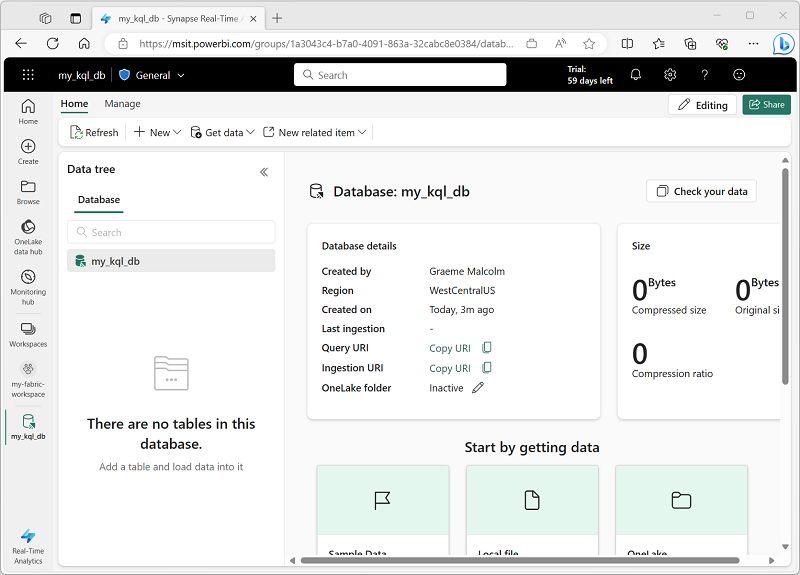 my_kql_db - Synapse Real-Time
https://msit.powerbi.com/groups/1a3043c4-b7a0-4091-863a-32cabc8e0384/datab...
my_kql_db General
Search
Trial:
59 days left
Home Manage
Editing
Share
Refresh New Get data New related item
Home
Create
Browse
OneLake
data hub
Monitoring
hub
Workspaces
my-fabric-
workspace
my_kql_db
Real-Time
Analytics
Data tree
Database
Search
my_kql_db
There are no tables in this
database.
Add a table and load data into it
Database: my_kql_db
Check your data
Database details
Created by Graeme Malcolm
Region WestCentralUS
Created on Today, 3m ago
Last ingestion -
Query URI Copy URI
Ingestion URI Copy URI
OneLake folder Inactive
Size
0 Bytes
Compressed size
0 Bytes
Original si
0
Compression ratio
Start by getting data
Sample Data
Local file
OneLake